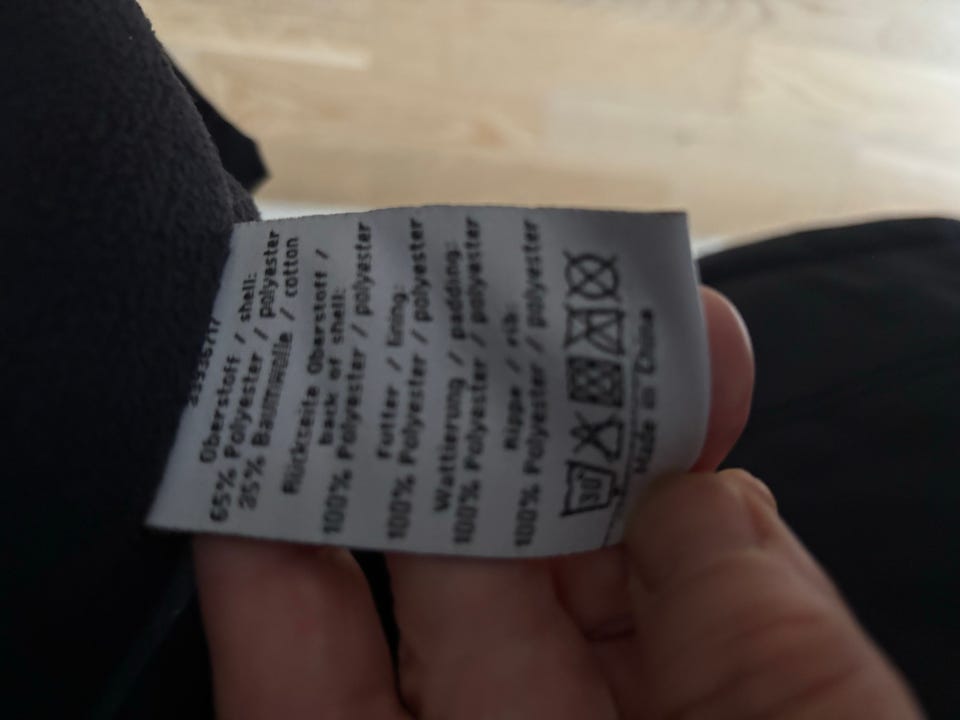 Oberstoff / shell:
65% Polyester / polyester
35% Baumwolle / cotton
Rückseite Oberstoff /
back of shell:
100% Polyester / polyester
Futter / lining:
100% Polyester / polyester
Wattierung / padding:
100% Polyester / polyester
Rippe / rib:
100% Polyester / polyester
30°
Made in China